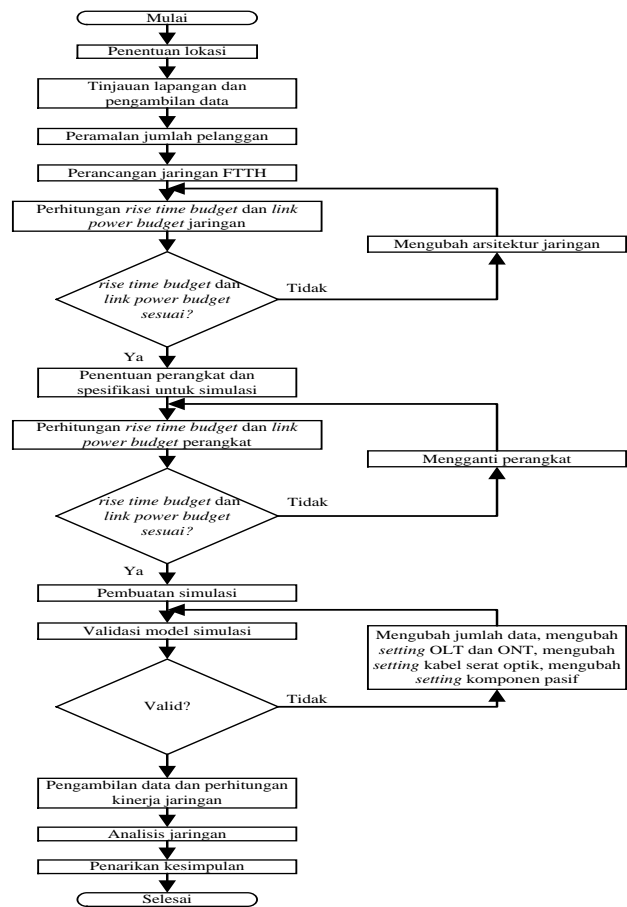 Mulai
Penentuan lokasi
Tinjauan lapangan dan
pengambilan data
Peramalan jumlah pelanggan
Perancangan jaringan FTTH
Perhitungan rise time budget dan link
power budget jaringan
Mengubah arsitektur jaringan
rise time budget dan
link power budget
sesuai?
Tidak
Ya
Penentuan perangkat dan
spesifikasi untuk simulasi
Perhitungan rise time budget dan link
power budget perangkat
Mengganti perangkat
rise time budget dan
link power budget
sesuai?
Tidak
Ya
Pembuatan simulasi
Validasi model simulasi
Mengubah jumlah data, mengubah
setting OLT dan ONT, mengubah
setting kabel serat optik, mengubah
setting komponen pasif
Valid?
Tidak
Pengambilan data dan perhitungan
kinerja jaringan
Analisis jaringan
Penarikan kesimpulan
Selesai